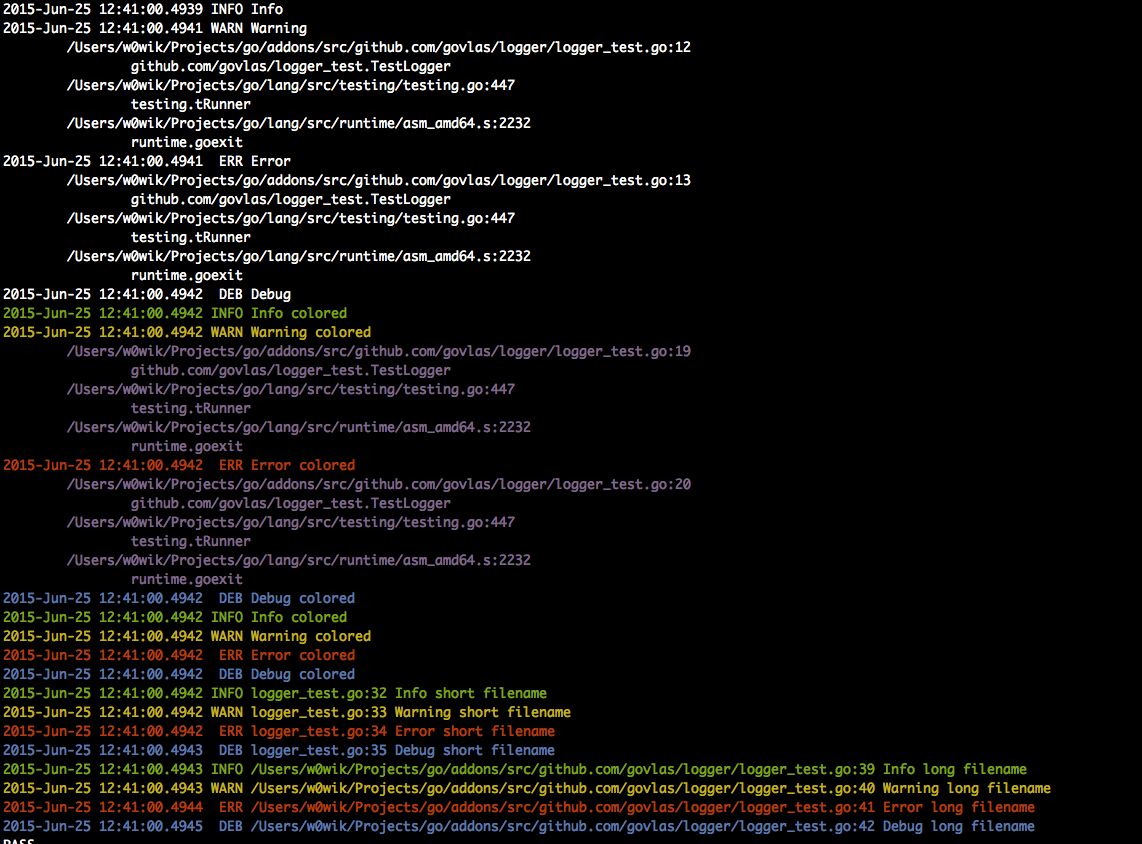 2015-Jun-25 12:41:00.4939 INFO Info
2015-Jun-25 12:41:00.4941 WARN Warning
/Users/w0wik/Projects/go/addons/src/github.com/govlas/logger/logger_test.go:12
github.com/govlas/logger_test.TestLogger
/Users/w0wik/Projects/go/lang/src/testing/testing.go:447
testing.tRunner
/Users/w0wik/Projects/go/lang/src/runtime/asm_amd64.s:2232
runtime.goexit
2015-Jun-25 12:41:00.4941  ERR Error
/Users/w0wik/Projects/go/addons/src/github.com/govlas/logger/logger_test.go:13
github.com/govlas/logger_test.TestLogger
/Users/w0wik/Projects/go/lang/src/testing/testing.go:447
testing.tRunner
/Users/w0wik/Projects/go/lang/src/runtime/asm_amd64.s:2232
runtime.goexit
2015-Jun-25 12:41:00.4942  DEB Debug
2015-Jun-25 12:41:00.4942 INFO Info colored
2015-Jun-25 12:41:00.4942 WARN Warning colored
/Users/w0wik/Projects/go/addons/src/github.com/govlas/logger/logger_test.go:19
github.com/govlas/logger_test.TestLogger
/Users/w0wik/Projects/go/lang/src/testing/testing.go:447
testing.tRunner
/Users/w0wik/Projects/go/lang/src/runtime/asm_amd64.s:2232
runtime.goexit
2015-Jun-25 12:41:00.4942  ERR Error colored
/Users/w0wik/Projects/go/addons/src/github.com/govlas/logger/logger_test.go:20
github.com/govlas/logger_test.TestLogger
/Users/w0wik/Projects/go/lang/src/testing/testing.go:447
testing.tRunner
/Users/w0wik/Projects/go/lang/src/runtime/asm_amd64.s:2232
runtime.goexit
2015-Jun-25 12:41:00.4942  DEB Debug colored
2015-Jun-25 12:41:00.4942 INFO Info colored
2015-Jun-25 12:41:00.4942 WARN Warning colored
2015-Jun-25 12:41:00.4942  ERR Error colored
2015-Jun-25 12:41:00.4942  DEB Debug colored
2015-Jun-25 12:41:00.4942 INFO logger_test.go:32 Info short filename
2015-Jun-25 12:41:00.4942 WARN logger_test.go:33 Warning short filename
2015-Jun-25 12:41:00.4942  ERR logger_test.go:34 Error short filename
2015-Jun-25 12:41:00.4943  DEB logger_test.go:35 Debug short filename
2015-Jun-25 12:41:00.4943 INFO /Users/w0wik/Projects/go/addons/src/github.com/govlas/logger/logger_test.go:39 Info long filename
2015-Jun-25 12:41:00.4943 WARN /Users/w0wik/Projects/go/addons/src/github.com/govlas/logger/logger_test.go:40 Warning long filename
2015-Jun-25 12:41:00.4944  ERR /Users/w0wik/Projects/go/addons/src/github.com/govlas/logger/logger_test.go:41 Error long filename
2015-Jun-25 12:41:00.4945  DEB /Users/w0wik/Projects/go/addons/src/github.com/govlas/logger/logger_test.go:42 Debug long filename
PASS